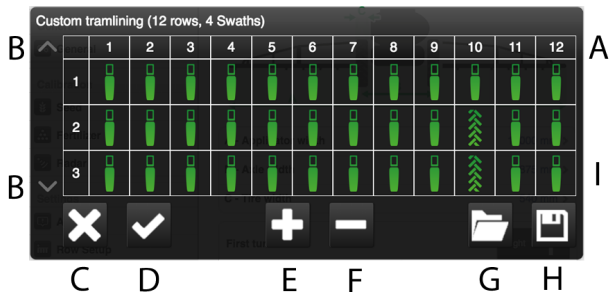 Custom tramlining (12 rows, 4 Swaths)
B 1 2 3 4 5 6 7 8 9 10 11 12 A
1
2
B 3 I
C D E F G H